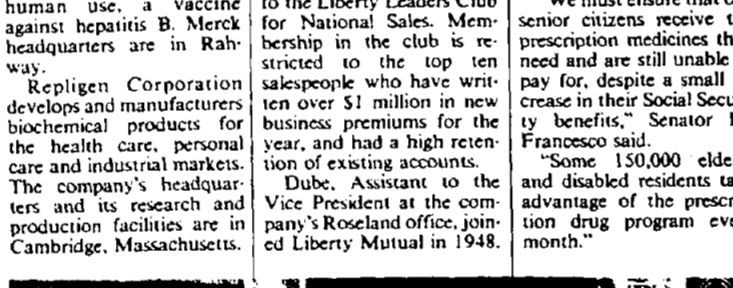 human use, a vaccine
against hepatitis B. Merck
headquarters are in Rah-
way.
Repligen Corporation
develops and manufacturers
biochemical products for
the health care, personal
care and industrial markets.
The company's headquar-
ters and its research and
production facilities are in
Cambridge, Massachusetts.
to the Liberty Leaders Club
for National Sales. Mem-
bership in the club is re-
stricted to the top ten
salespeople who have writ-
ten over $1 million in new
business premiums for the
year, and had a high reten-
tion of existing accounts.
Dube, Assistant to the
Vice President at the com-
pany's Roseland office, join-
ed Liberty Mutual in 1948.
"We must ensure that
senior citizens receive
prescription medicines
need and are still unable
pay for, despite a small
crease in their Social Secu
ty benefits," Senator
Francesco said.
"Some 150,000 elde
and disabled residents ta
advantage of the prescr
tion drug program eve
month."